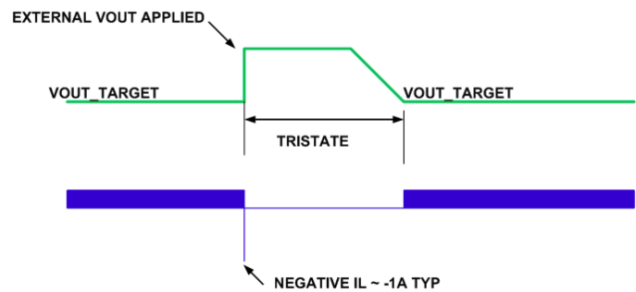 EXTERNAL VOUT APPLIED
VOUT_TARGET
VOUT_TARGET
TRISTATE
NEGATIVE IL ~ -1A TYP